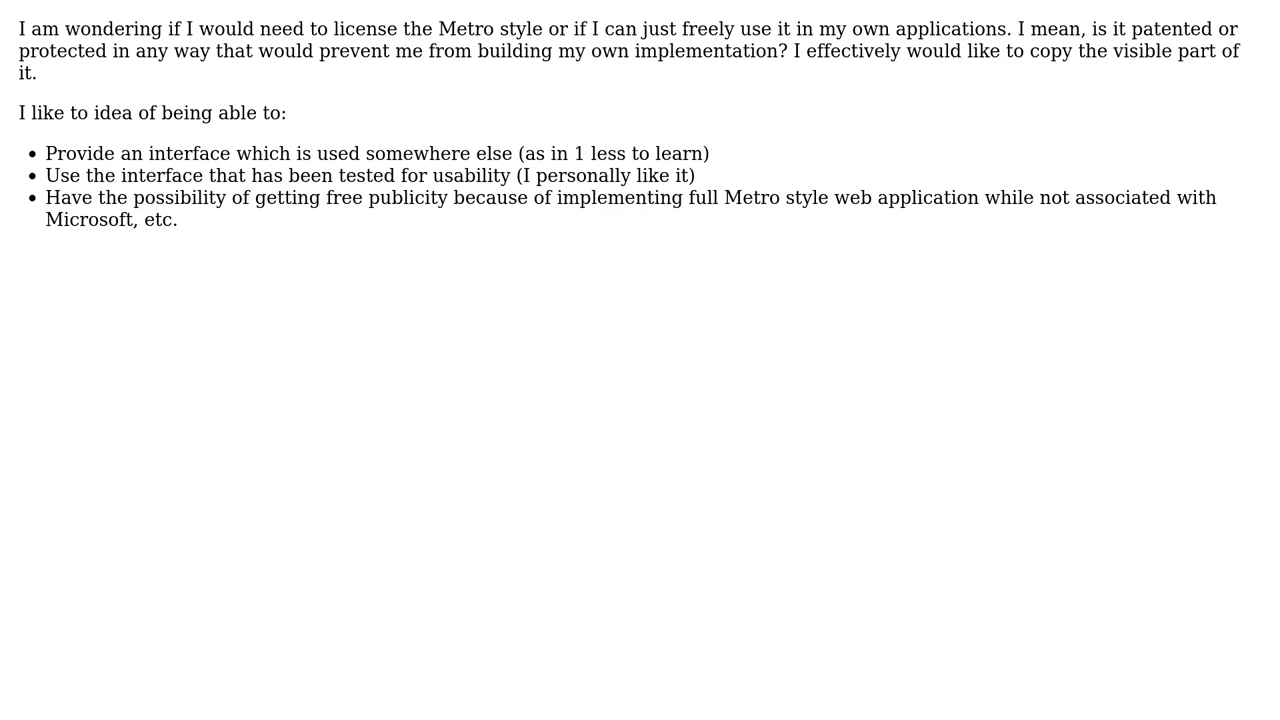 I am wondering if I would need to license the Metro style or if I can just freely use it in my own applications. I mean, is it patented or
protected in any way that would prevent me from building my own implementation? I effectively would like to copy the visible part of
it.
I like to idea of being able to:
• Provide an interface which is used somewhere else (as in 1 less to learn)
• Use the interface that has been tested for usability (I personally like it)
• Have the possibility of getting free publicity because of implementing full Metro style web application while not associated with
Microsoft, etc.